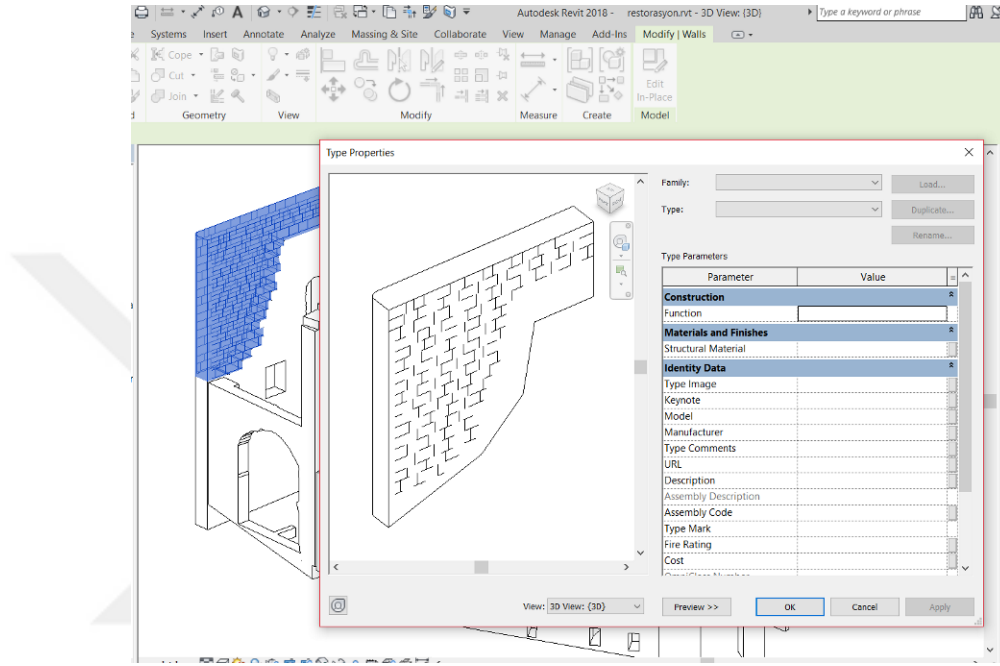 Autodesk Revit 2018 - restorasyon.rvt - 3D View: {3D}
Type a keyword or phrase
Systems Insert Annotate Analyze Massing & Site Collaborate View Manage Add-Ins Modify | Walls
Cope
Cut
Join
Edit
In-Place
Geometry View Modify Measure Create Model
Type Properties
Family:
Load...
Type:
Duplicate...
Rename...
Type Parameters
Parameter Value
Construction
Function
Materials and Finishes
Structural Material
Identity Data
Type Image
Keynote
Model
Manufacturer
Type Comments
URL
Description
Assembly Description
Assembly Code
Type Mark
Fire Rating
Cost
OmniClass Number
View: 3D View: {3D}
Preview >>
OK
Cancel
Apply